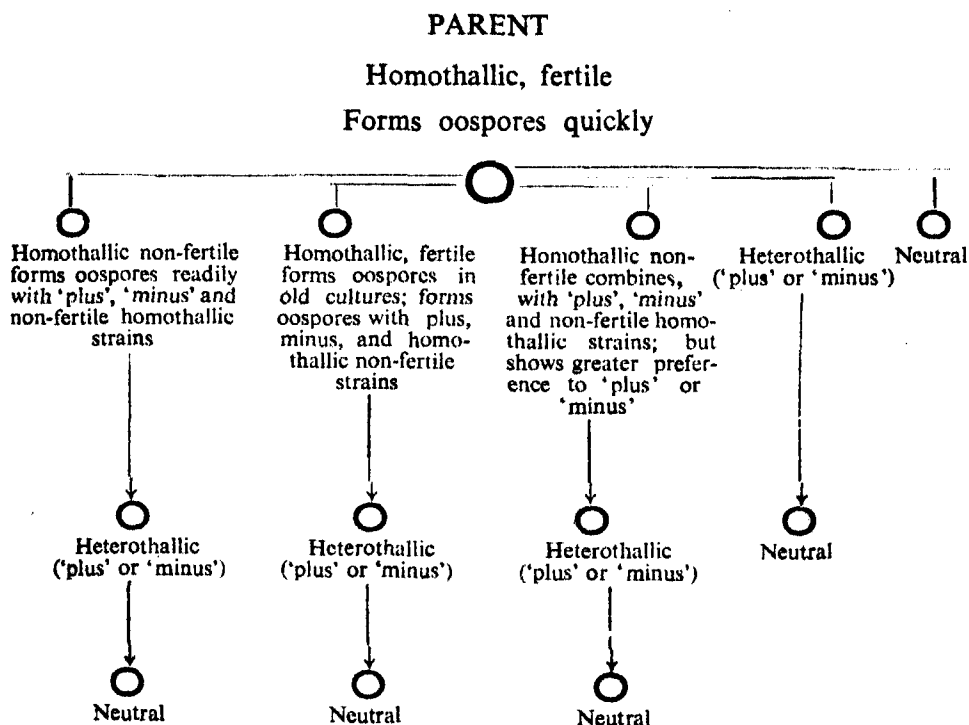 PARENT
Homothallic, fertile
Forms oospores quickly
Homothallic non-fertile
forms oospores readily
with 'plus', 'minus' and
non-fertile homothallic
strains
Homothallic, fertile
forms oospores in
old cultures; forms
oospores with plus,
minus, and homo-
thallic non-fertile
strains
Homothallic non-
fertile combines,
with 'plus', 'minus'
and non-fertile homo-
thallic strains; but
shows greater prefer-
ence to 'plus' or
'minus'
Heterothallic
('plus' or 'minus')
Neutral
Heterothallic
('plus' or 'minus')
Heterothallic
('plus' or 'minus')
Heterothallic
('plus' or 'minus')
Neutral
Neutral
Neutral
Neutral